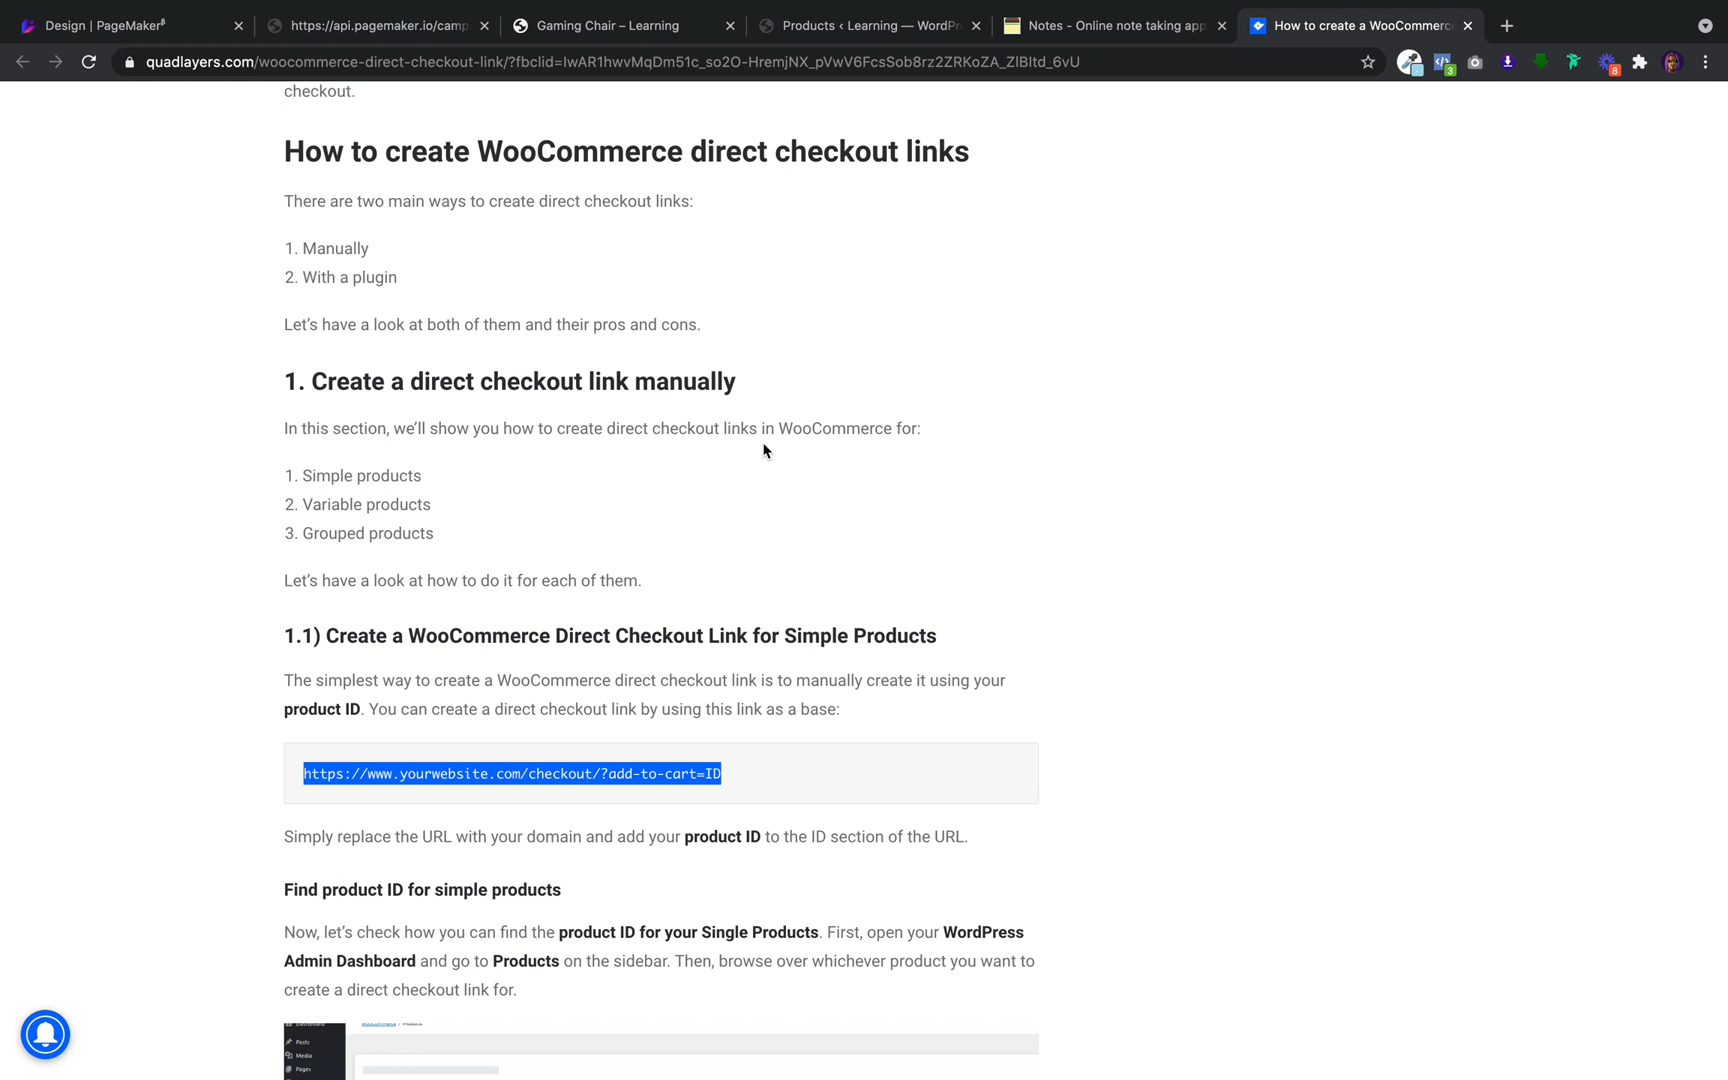 Design | PageMakerᵝ
https://api.pagemaker.io/camp
Gaming Chair – Learning
Products ‹ Learning — WordPr
Notes - Online note taking app
How to create a WooCommerc
quadlayers.com/woocommerce-direct-checkout-link/?fbclid=IwAR1hwvMqDm51c_so2O-HremjNX_pVwV6FcsSob8rz2ZRKoZA_ZlBItd_6vU
3
8
checkout.
How to create WooCommerce direct checkout links
There are two main ways to create direct checkout links:
1. Manually
2. With a plugin
Let’s have a look at both of them and their pros and cons.
1. Create a direct checkout link manually
In this section, we’ll show you how to create direct checkout links in WooCommerce for:
1. Simple products
2. Variable products
3. Grouped products
Let’s have a look at how to do it for each of them.
1.1) Create a WooCommerce Direct Checkout Link for Simple Products
The simplest way to create a WooCommerce direct checkout link is to manually create it using your
product ID. You can create a direct checkout link by using this link as a base:
https://www.yourwebsite.com/checkout/?add-to-cart=ID
Simply replace the URL with your domain and add your product ID to the ID section of the URL.
Find product ID for simple products
Now, let’s check how you can find the product ID for your Single Products. First, open your WordPress
Admin Dashboard and go to Products on the sidebar. Then, browse over whichever product you want to
create a direct checkout link for.
Posts
Media
Pages